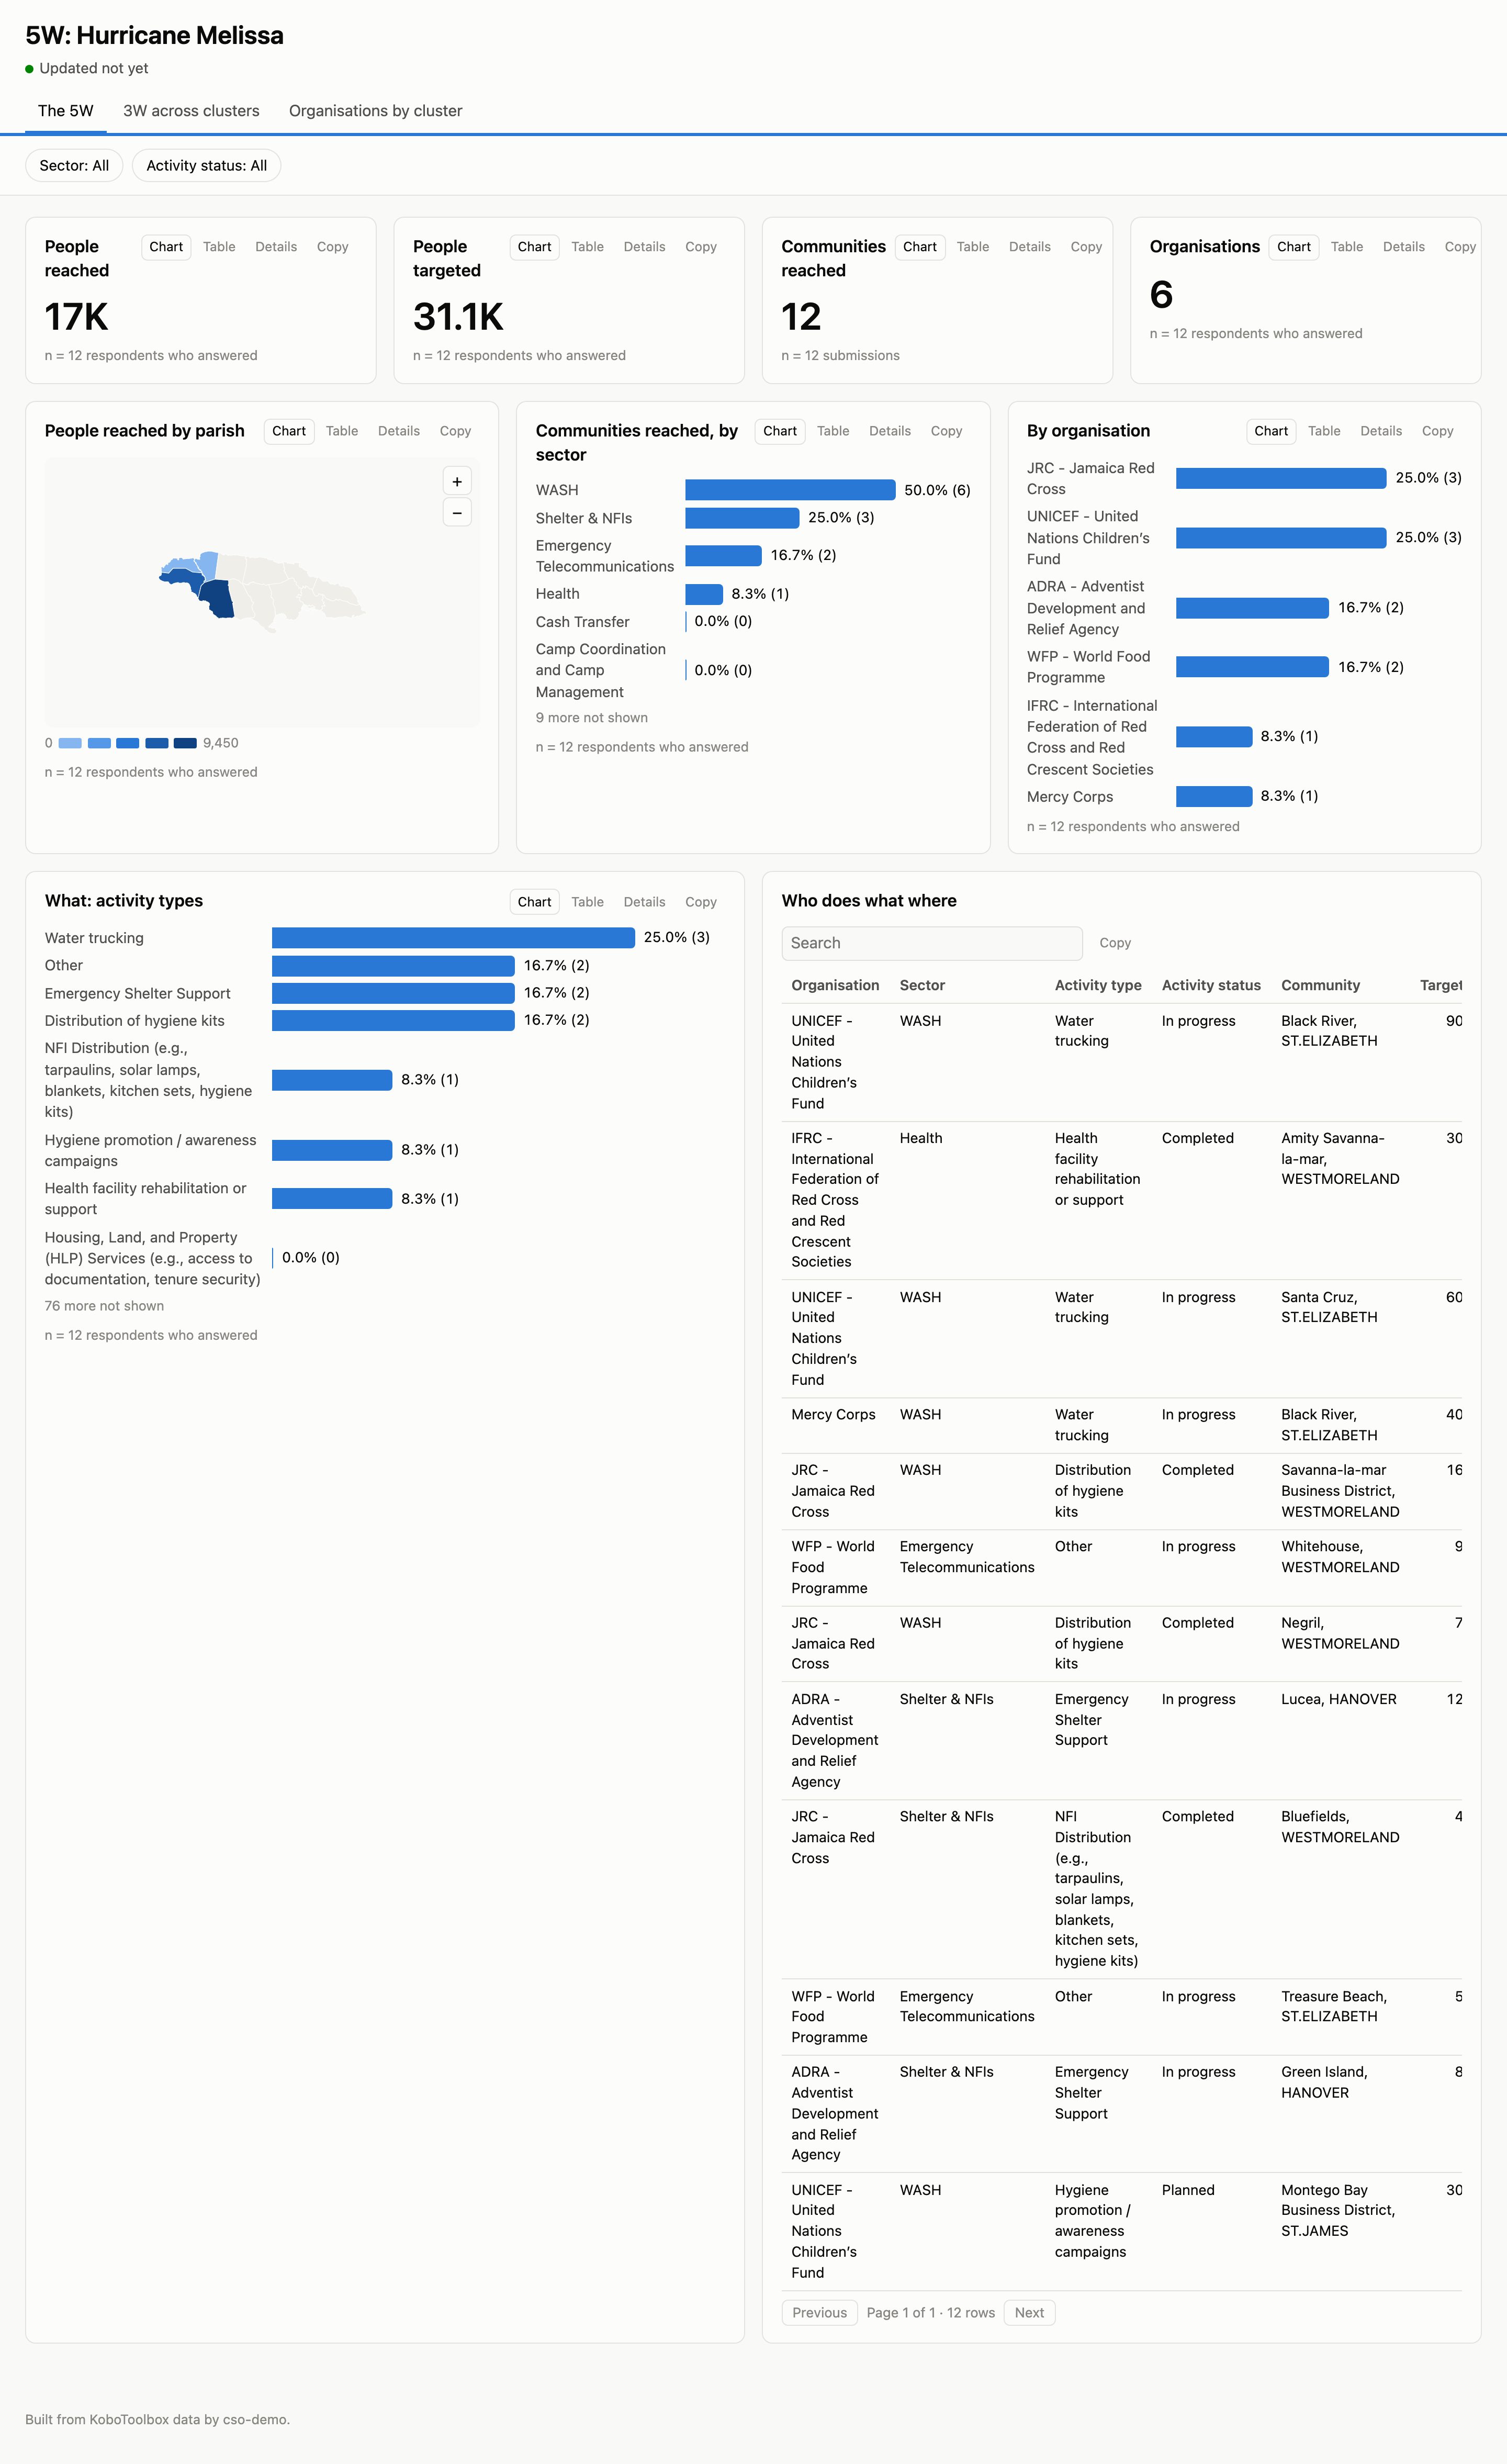 5W: Hurricane Melissa
Updated not yet
The 5W
3W across clusters
Organisations by cluster
Sector: All
Activity status: All
People
reached
Chart
Table
Details
Copy
17K
n = 12 respondents who answered
People
targeted
Chart
Table
Details
Copy
31.1K
n = 12 respondents who answered
Communities
reached
Chart
Table
Details
Copy
12
n = 12 submissions
Organisations
Chart
Table
Details
Copy
6
n = 12 respondents who answered
People reached by parish
Chart
Table
Details
Copy
+
−
0
9,450
n = 12 respondents who answered
Communities reached, by
sector
Chart
Table
Details
Copy
WASH
50.0% (6)
Shelter & NFIs
25.0% (3)
Emergency
Telecommunications
16.7% (2)
Health
8.3% (1)
Cash Transfer
0.0% (0)
Camp Coordination
and Camp
Management
0.0% (0)
9 more not shown
n = 12 respondents who answered
By organisation
Chart
Table
Details
Copy
JRC - Jamaica Red
Cross
25.0% (3)
UNICEF - United
Nations Children’s
Fund
25.0% (3)
ADRA - Adventist
Development and
Relief Agency
16.7% (2)
WFP - World Food
Programme
16.7% (2)
IFRC - International
Federation of Red
Cross and Red
Crescent Societies
8.3% (1)
Mercy Corps
8.3% (1)
n = 12 respondents who answered
What: activity types
Chart
Table
Details
Copy
Water trucking
25.0% (3)
Other
16.7% (2)
Emergency Shelter Support
16.7% (2)
Distribution of hygiene kits
16.7% (2)
NFI Distribution (e.g.,
tarpaulins, solar lamps,
blankets, kitchen sets, hygiene
kits)
8.3% (1)
Hygiene promotion / awareness
campaigns
8.3% (1)
Health facility rehabilitation or
support
8.3% (1)
Housing, Land, and Property
(HLP) Services (e.g., access to
documentation, tenure security)
0.0% (0)
76 more not shown
n = 12 respondents who answered
Who does what where
Search
Copy
Organisation
Sector
Activity type
Activity status
Community
Target
UNICEF -
United
Nations
Children’s
Fund
WASH
Water
trucking
In progress
Black River,
ST.ELIZABETH
90
IFRC -
International
Federation of
Red Cross
and Red
Crescent
Societies
Health
Health
facility
rehabilitation
or support
Completed
Amity Savanna-
la-mar,
WESTMORELAND
30
UNICEF -
United
Nations
Children’s
Fund
WASH
Water
trucking
In progress
Santa Cruz,
ST.ELIZABETH
60
Mercy Corps
WASH
Water
trucking
In progress
Black River,
ST.ELIZABETH
40
JRC -
Jamaica Red
Cross
WASH
Distribution
of hygiene
kits
Completed
Savanna-la-mar
Business District,
WESTMORELAND
16
WFP - World
Food
Programme
Emergency
Telecommunications
Other
In progress
Whitehouse,
WESTMORELAND
9
JRC -
Jamaica Red
Cross
WASH
Distribution
of hygiene
kits
Completed
Negril,
WESTMORELAND
7
ADRA -
Adventist
Development
and Relief
Agency
Shelter & NFIs
Emergency
Shelter
Support
In progress
Lucea, HANOVER
12
JRC -
Jamaica Red
Cross
Shelter & NFIs
NFI
Distribution
(e.g.,
tarpaulins,
solar lamps,
blankets,
kitchen sets,
hygiene kits)
Completed
Bluefields,
WESTMORELAND
4
WFP - World
Food
Programme
Emergency
Telecommunications
Other
In progress
Treasure Beach,
ST.ELIZABETH
5
ADRA -
Adventist
Development
and Relief
Agency
Shelter & NFIs
Emergency
Shelter
Support
In progress
Green Island,
HANOVER
8
UNICEF -
United
Nations
Children’s
Fund
WASH
Hygiene
promotion /
awareness
campaigns
Planned
Montego Bay
Business District,
ST.JAMES
30
Previous
Page 1 of 1 · 12 rows
Next
Built from KoboToolbox data by cso-demo.